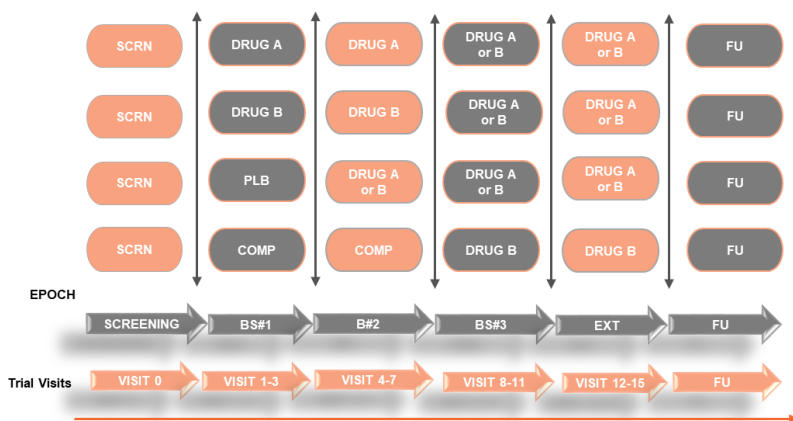 SCRN
DRUG A
DRUG A
DRUG A
or B
DRUG A
or B
FU
SCRN
DRUG B
DRUG B
DRUG A
or B
DRUG A
or B
FU
SCRN
PLB
DRUG A
or B
DRUG A
or B
DRUG A
or B
FU
SCRN
COMP
COMP
DRUG B
DRUG B
FU
EPOCH
SCREENING
BS#1
B#2
BS#3
EXT
FU
Trial Visits
VISIT 0
VISIT 1-3
VISIT 4-7
VISIT 8-11
VISIT 12-15
FU